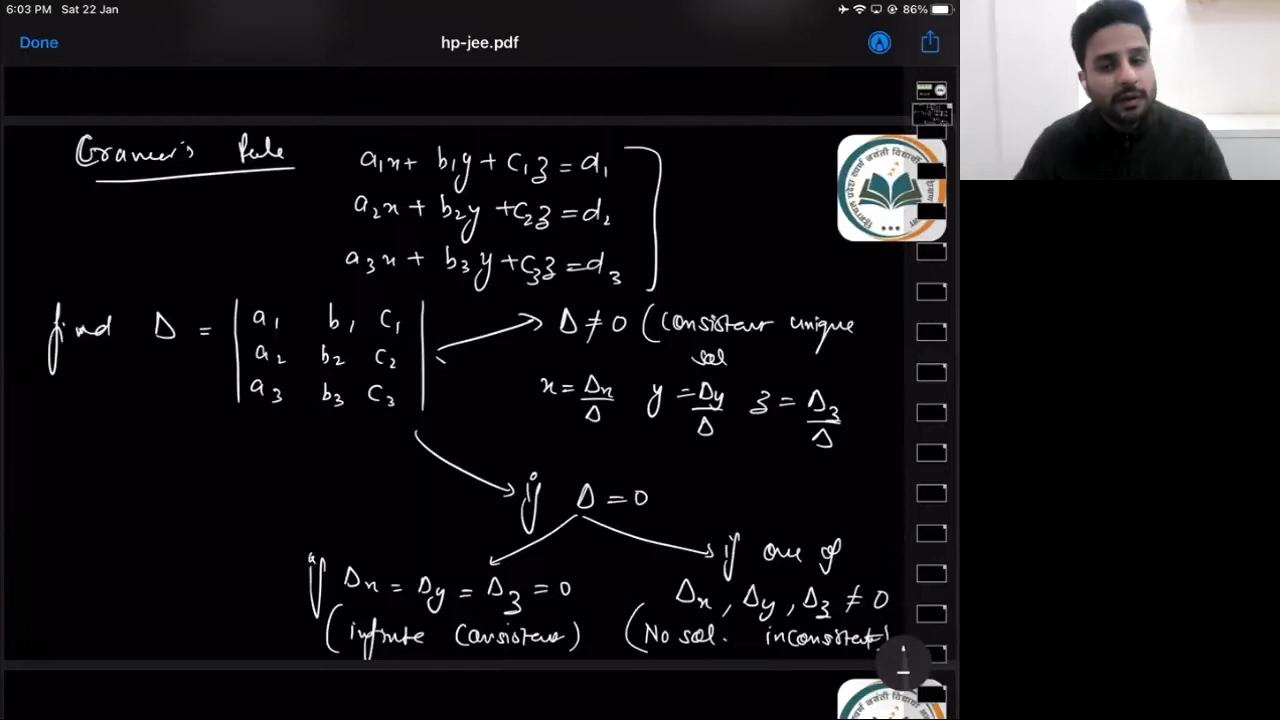 6:03 PM Sat 22 Jan
86%
Done
hp-jee.pdf
Cramer's Rule
a₁x + b₁y + c₁z = d₁
a₂x + b₂y + c₂z = d₂
a₃x + b₃y + c₃z = d₃
find Δ = | a₁ b₁ c₁ |
| a₂ b₂ c₂ |
| a₃ b₃ c₃ |
Δ ≠ 0 (consistent unique
sol
x = Δx/Δ y = Δy/Δ z = Δz/Δ
if Δ = 0
if Δx = Δy = Δz = 0
(infinite consistent)
if one of
Δx, Δy, Δz ≠ 0
(No sol. inconsistent)